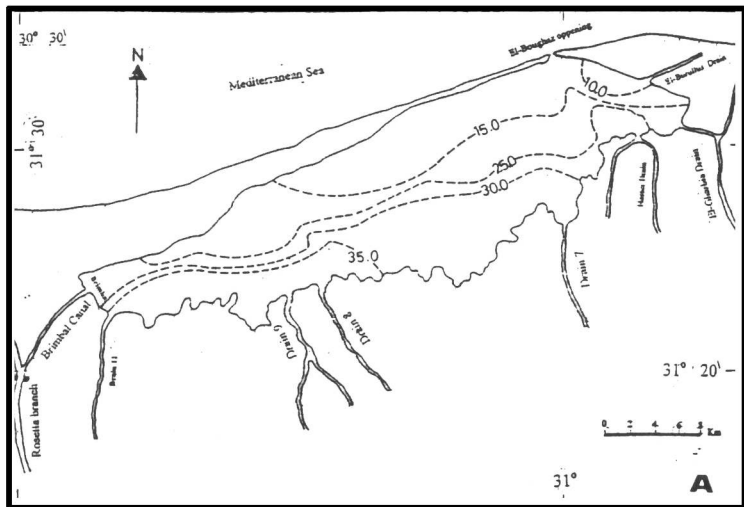 30° 30'
El-Boughaz opening
N
Mediterranean Sea
El-Burullus Drain
10.0
31° 30
15.0
25.0
30.0
El-Gharbia Drain
35.0
Drain 7
Brimbal Canal
Drain 11
Drain 9
Drain 8
31° 20'
Rosetta branch
0 2 4 6 8
Km
31°
A